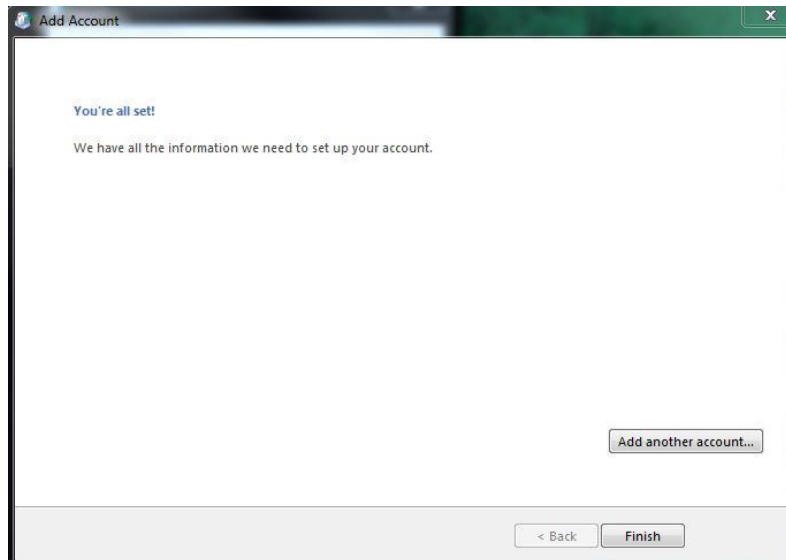 Add Account
X
You're all set!
We have all the information we need to set up your account.
Add another account...
< Back
Finish